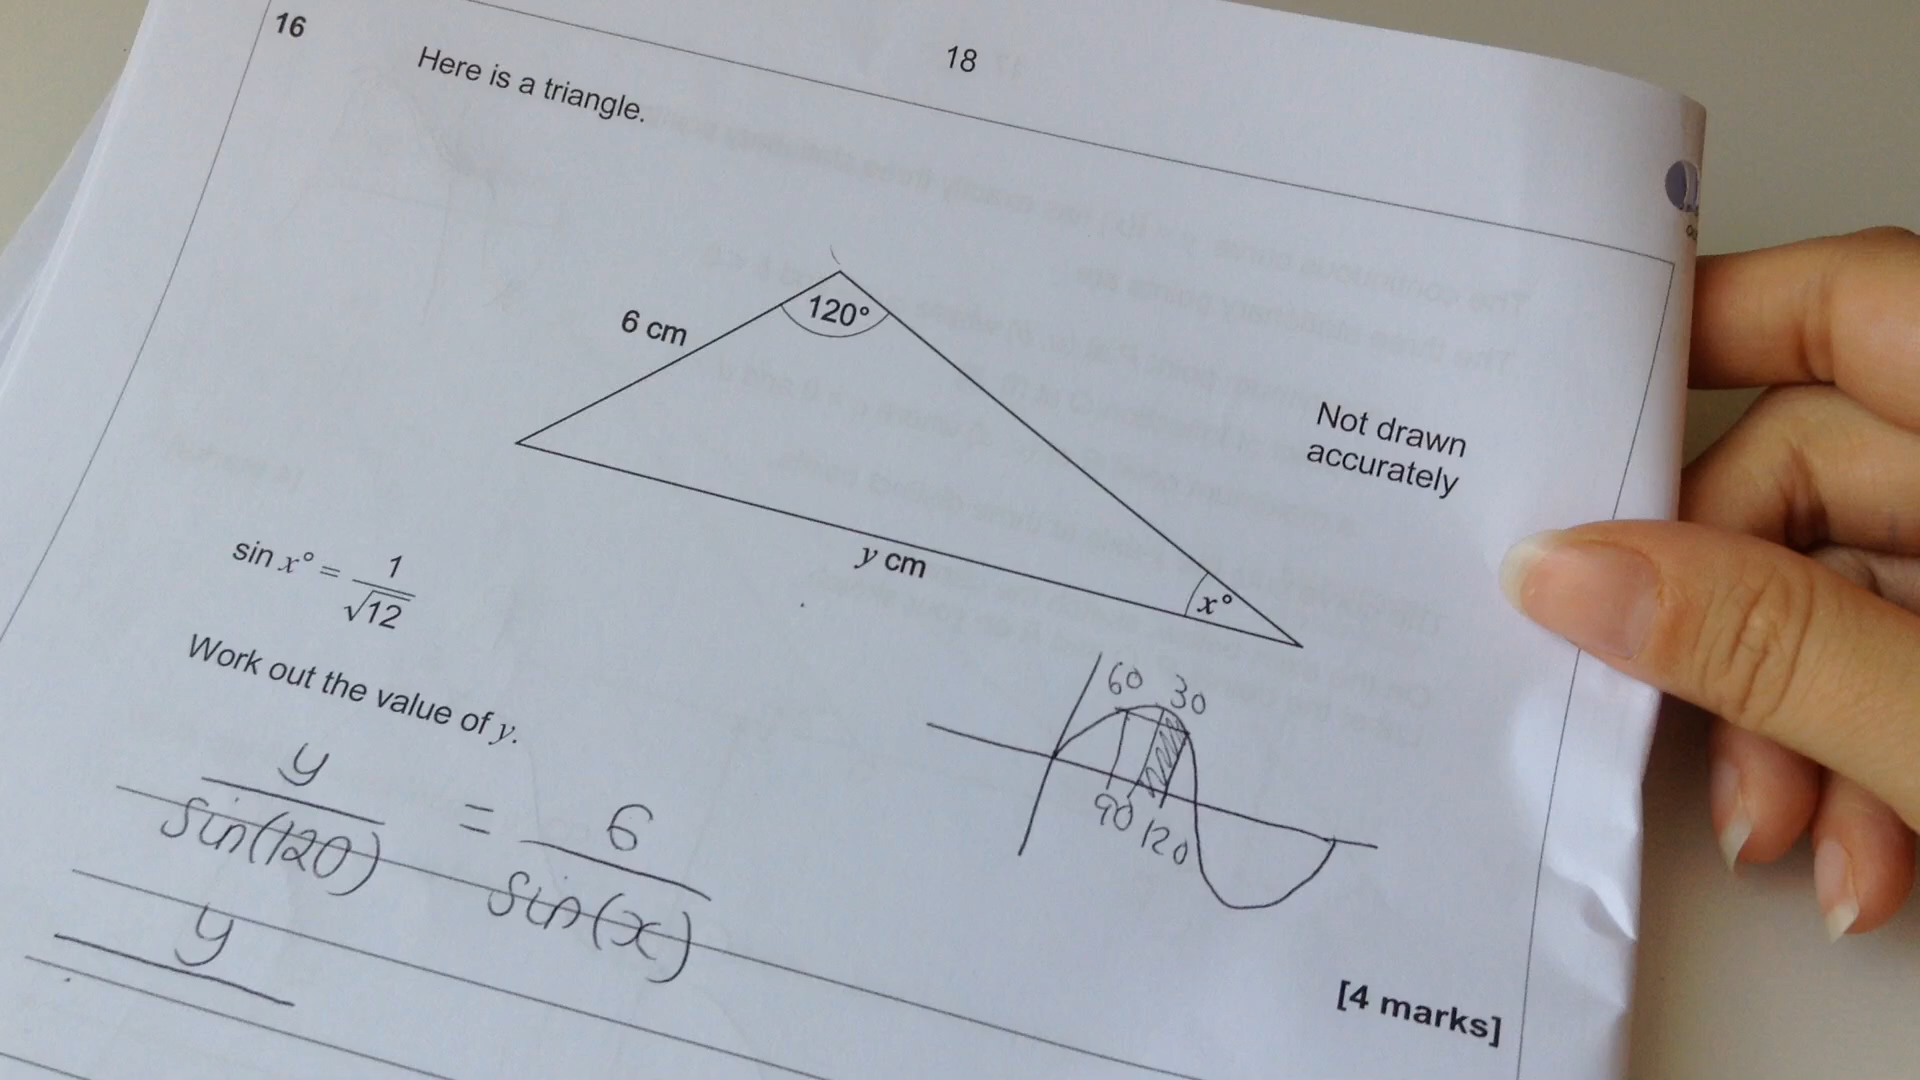 16
18
Here is a triangle.
6 cm
120°
Not drawn
accurately
y cm
x°
sin x° = 1/√12
Work out the value of y.
60 30
90 120
y/sin(120) = 6/sin(x)
y
[4 marks]